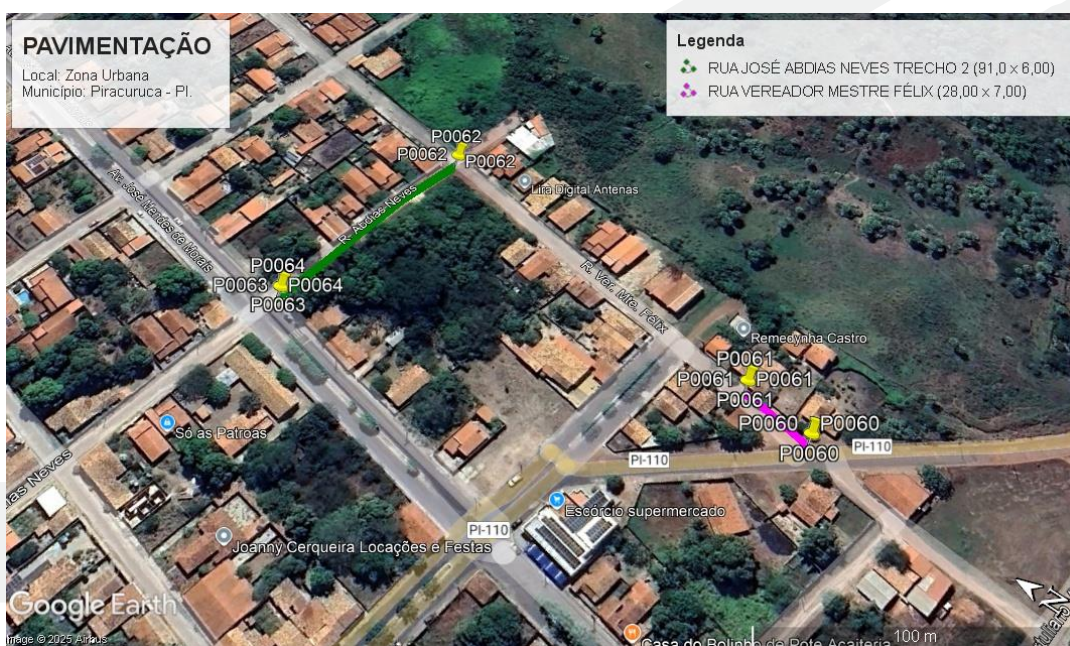 PAVIMENTAÇÃO
Local: Zona Urbana
Município: Piracuruca - PI.
Legenda
RUA JOSÉ ABDIAS NEVES TRECHO 2 (91,0 x 6,00)
RUA VEREADOR MESTRE FÉLIX (28,00 x 7,00)
P0062
P0062
P0062
Lira Digital Antenas
Av. José Mendes de Morais
R. Abdias Neves
P0064
P0063
P0064
P0063
R. Ver. Mte. Félix
Remedynha Castro
P0061
P0061
P0061
P0061
P0060
P0060
P0060
PI-110
PI-110
Só as Patroas
Escórcio supermercado
PI-110
Joanny Cerqueira Locações e Festas
Neves
Google Earth
Image © 2025 Airbus
Casa do Bolinho de Pote Açaiteria
100 m
N